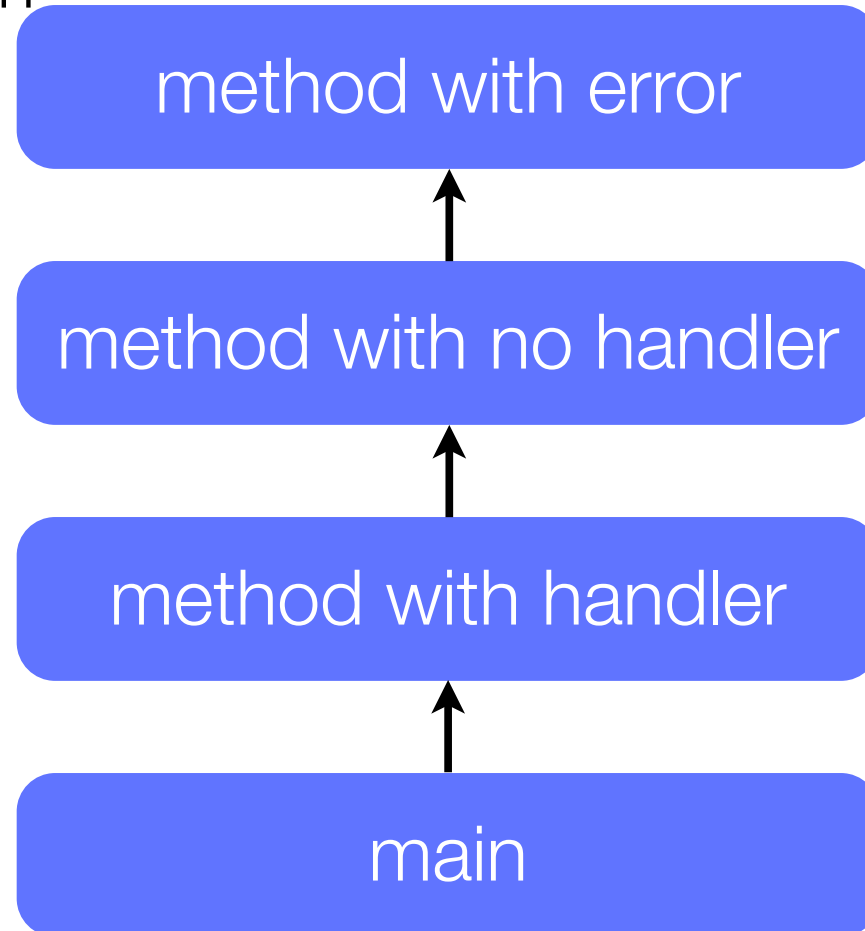 method with error
method with no handler
method with handler
main